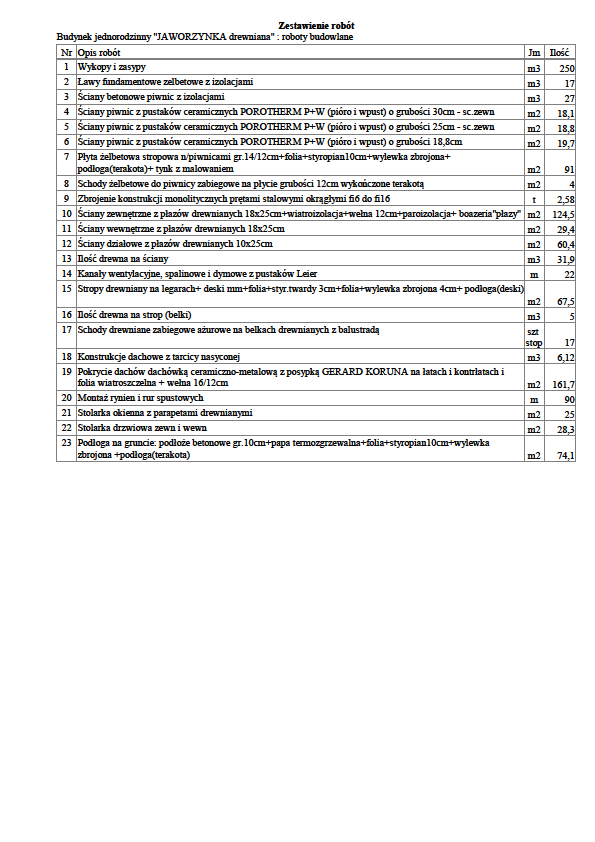 Zestawienie robót
Budynek jednorodzinny "JAWORZYNKA drewniana" : roboty budowlane
Nr Opis robót Jm Ilość
1 Wykopy i zasypy m3 250
2 Ławy fundamentowe żelbetowe z izolacjami m3 17
3 Ściany betonowe piwnic z izolacjami m3 27
4 Ściany piwnic z pustaków ceramicznych POROTHERM P+W (pióro i wpust) o grubości 30cm - sc.zewn m2 18,1
5 Ściany piwnic z pustaków ceramicznych POROTHERM P+W (pióro i wpust) o grubości 25cm - sc.zewn m2 18,8
6 Ściany piwnic z pustaków ceramicznych POROTHERM P+W (pióro i wpust) o grubości 18,8cm m2 19,7
7 Płyta żelbetowa stropowa n/piwnicami gr.14/12cm+folia+styropian10cm+wylewka zbrojona+
podłoga(terakota)+ tynk z malowaniem m2 91
8 Schody żelbetowe do piwnicy zabiegowe na płycie grubości 12cm wykończone terakotą m2 4
9 Zbrojenie konstrukcji monolitycznych prętami stalowymi okrągłymi fi6 do fi16 t 2,58
10 Ściany zewnętrzne z płazów drewnianych 18x25cm+wiatroizolacja+wełna 12cm+paroizolacja+ boazeria"płazy" m2 124,5
11 Ściany wewnętrzne z płazów drewnianych 18x25cm m2 29,4
12 Ściany działowe z płazów drewnianych 10x25cm m2 60,4
13 Ilość drewna na ściany m3 31,9
14 Kanały wentylacyjne, spalinowe i dymowe z pustaków Leier m 22
15 Stropy drewniany na legarach+ deski mm+folia+styr.twardy 3cm+folia+wylewka zbrojona 4cm+ podłoga(deski)
m2 67,5
16 Ilość drewna na strop (belki) m3 5
17 Schody drewniane zabiegowe ażurowe na belkach drewnianych z balustradą szt
stop 17
18 Konstrukcje dachowe z tarcicy nasyconej m3 6,12
19 Pokrycie dachów dachówką ceramiczno-metalową z posypką GERARD KORUNA na łatach i kontrłatach i
folia wiatroszczelna + wełna 16/12cm m2 161,7
20 Montaż rynien i rur spustowych m 90
21 Stolarka okienna z parapetami drewnianymi m2 25
22 Stolarka drzwiowa zewn i wewn m2 28,3
23 Podłoga na gruncie: podłoże betonowe gr.10cm+papa termozgrzewalna+folia+styropian10cm+wylewka
zbrojona +podłoga(terakota) m2 74,1